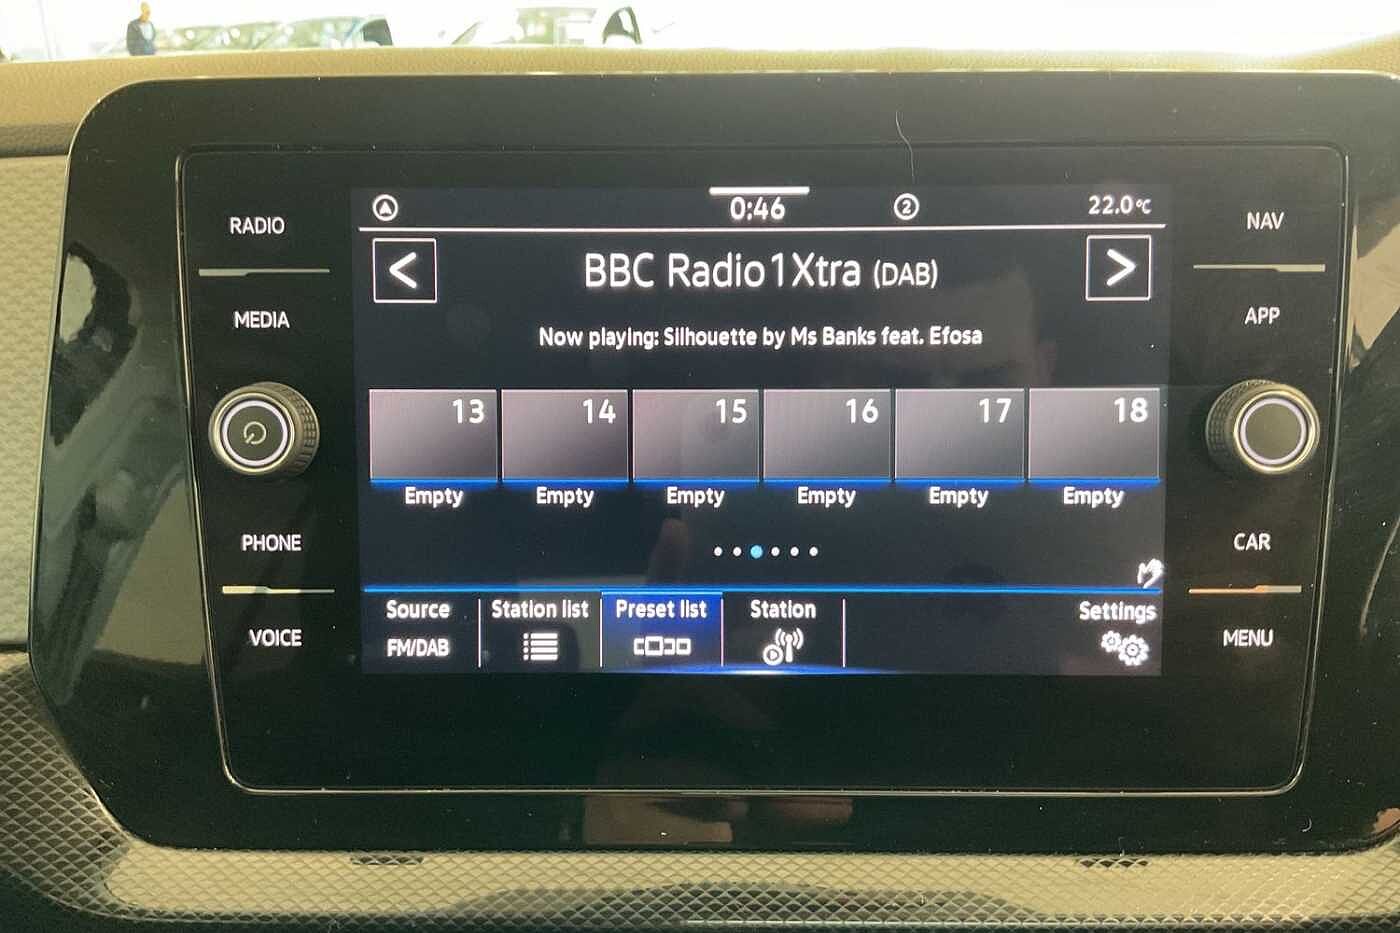 RADIO
MEDIA
PHONE
VOICE
0:46
2
22.0°C
<
BBC Radio 1Xtra (DAB)
>
Now playing: Silhouette by Ms Banks feat. Efosa
13 14 15 16 17 18
Empty Empty Empty Empty Empty Empty
Source Station list Preset list Station Settings
FM/DAB
NAV
APP
CAR
MENU